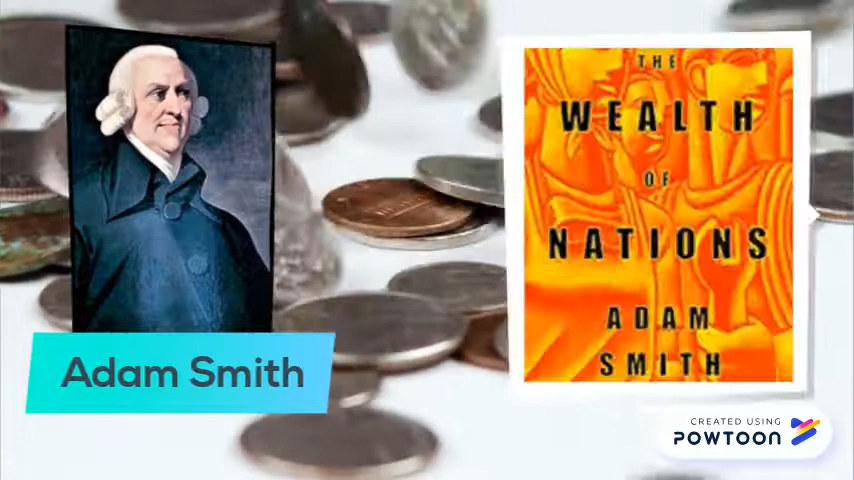 Adam Smith
THE
WEALTH
OF
NATIONS
ADAM
SMITH
CREATED USING
POWTOON